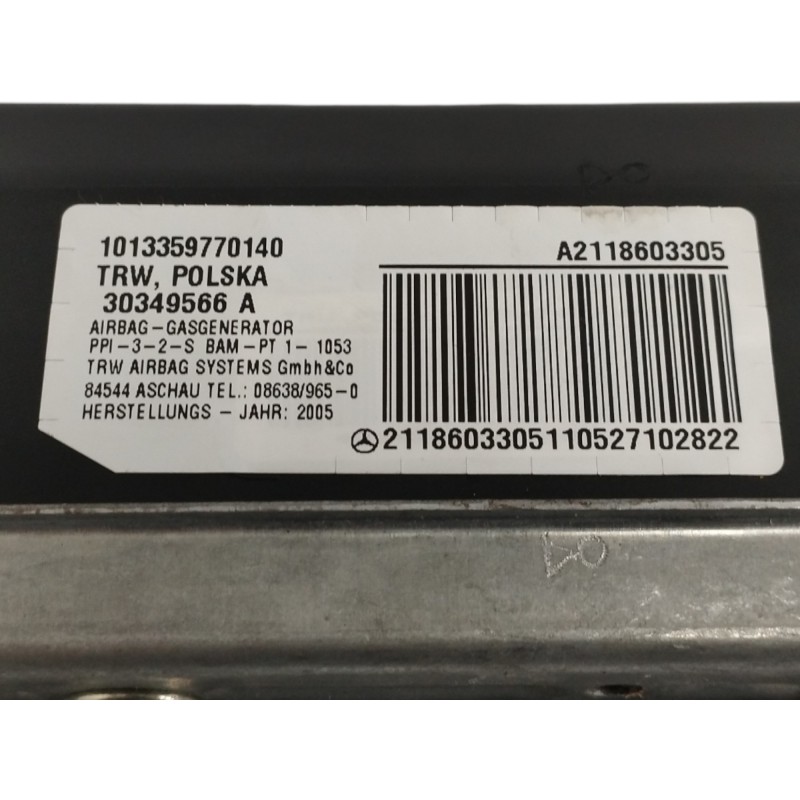 1013359770140
TRW, POLSKA
30349566 A
AIRBAG-GASGENERATOR
PPI-3-2-S BAM-PT 1-1053
TRW AIRBAG SYSTEMS Gmbh&Co
84544 ASCHAU TEL.: 08638/965-0
HERSTELLUNGS - JAHR: 2005
A2118603305
2118603305110527102822